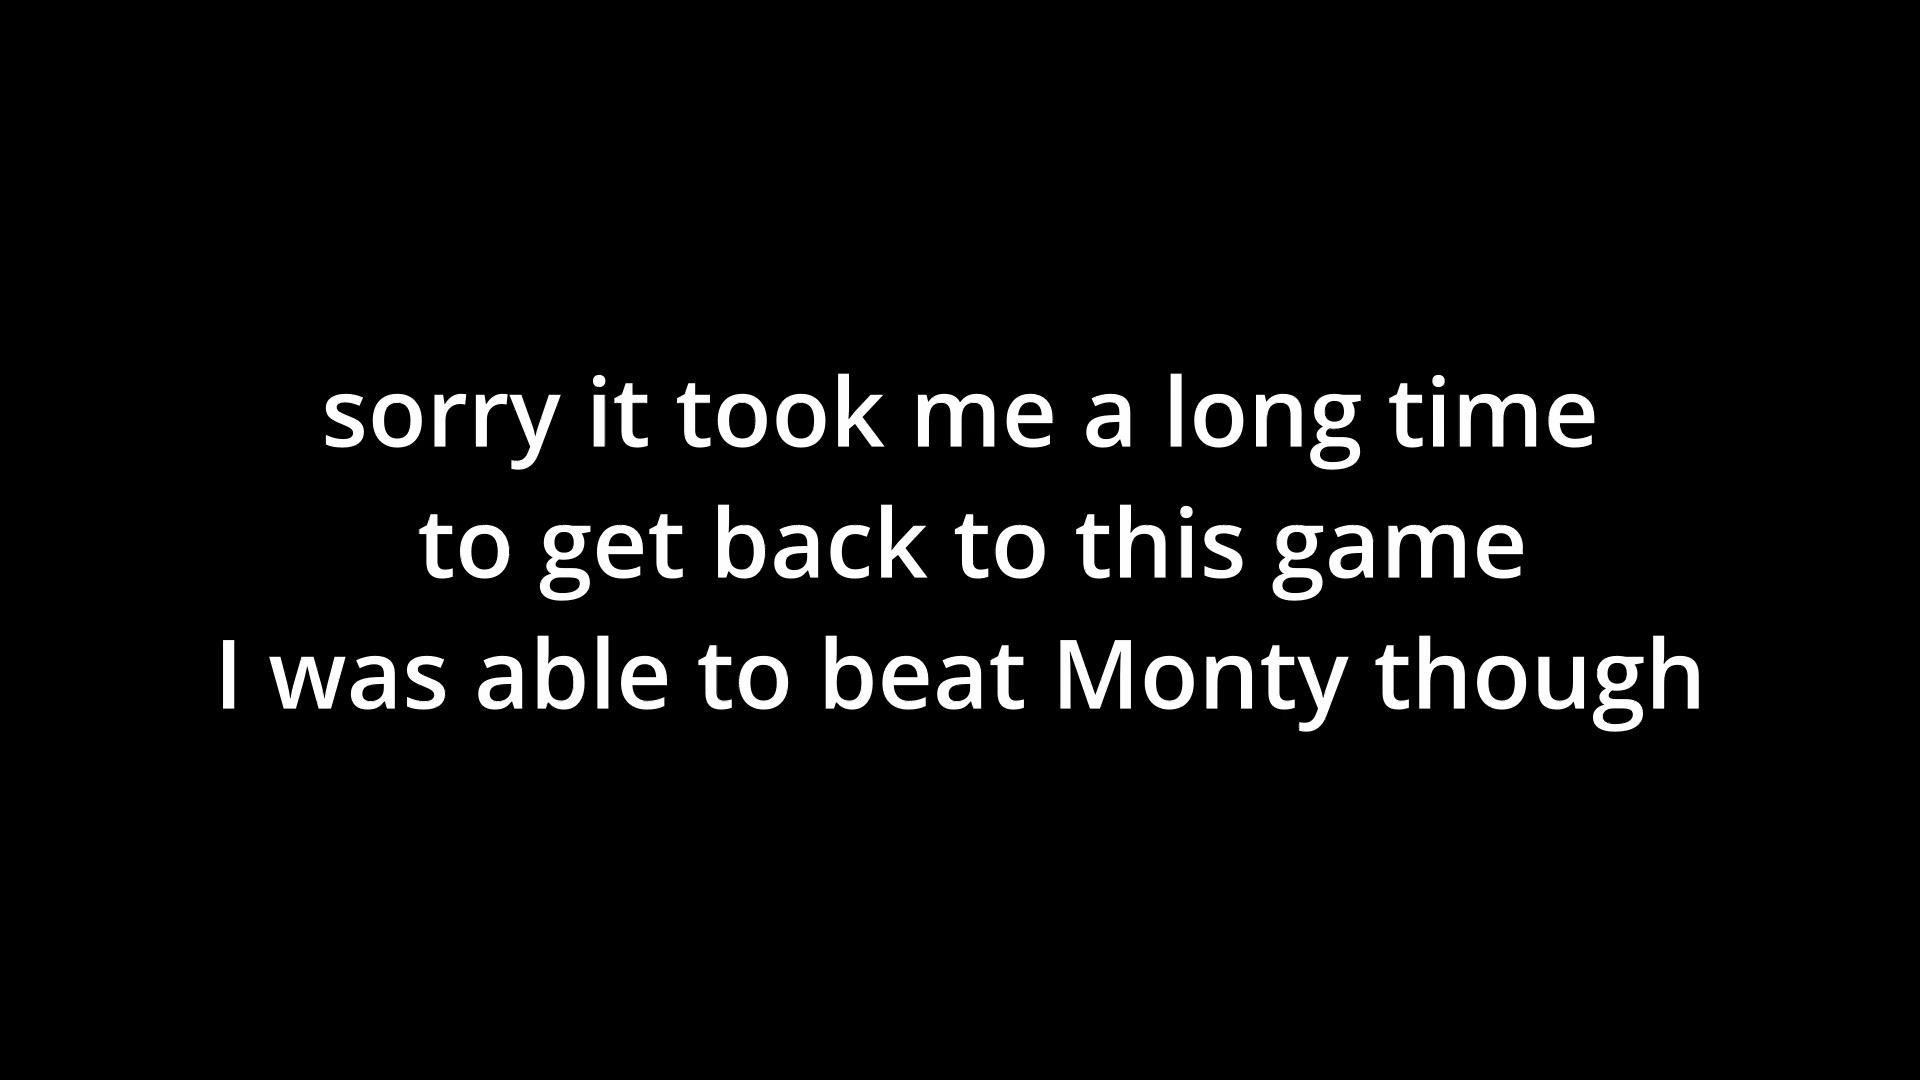 sorry it took me a long time
to get back to this game
I was able to beat Monty though